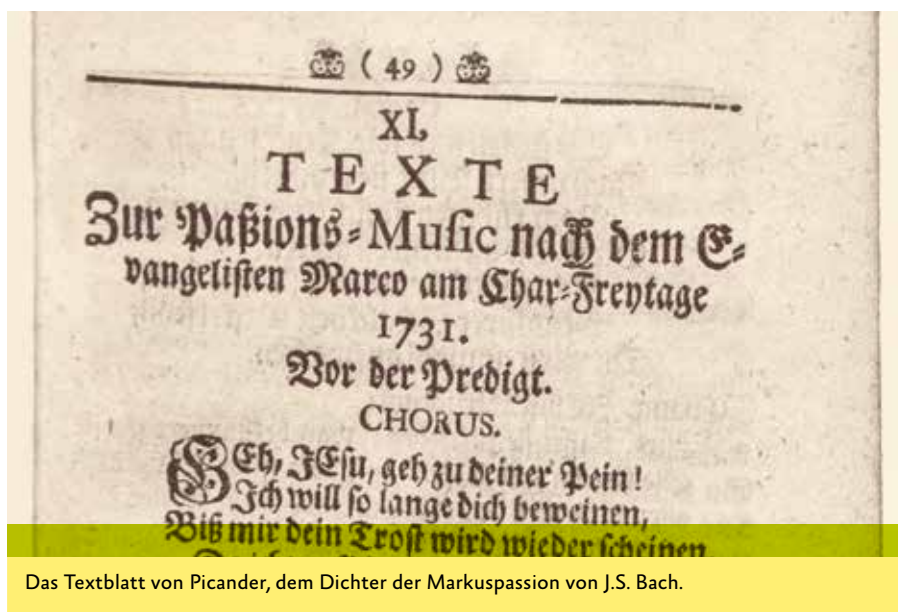 ( 49 )
XI.
TEXTE
Zur Paßions-Music nach dem E-
vangelisten Marco am Char-Freytage
1731.
Vor der Predigt.
CHORUS.
GEh, JEsu, geh zu deiner Pein!
Ich will so lange dich beweinen,
Biß mir dein Trost wird wieder scheinen,
Das Textblatt von Picander, dem Dichter der Markuspassion von J.S. Bach.